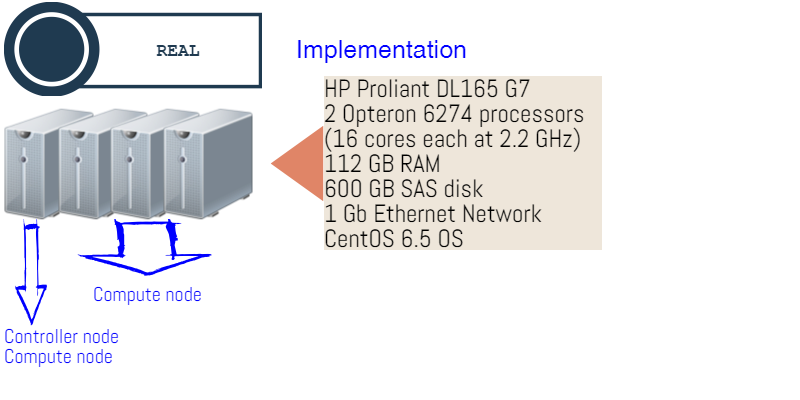 REAL
Implementation
HP Proliant DL165 G7
2 Opteron 6274 processors
(16 cores each at 2.2 GHz)
112 GB RAM
600 GB SAS disk
1 Gb Ethernet Network
CentOS 6.5 OS
Compute node
Controller node
Compute node